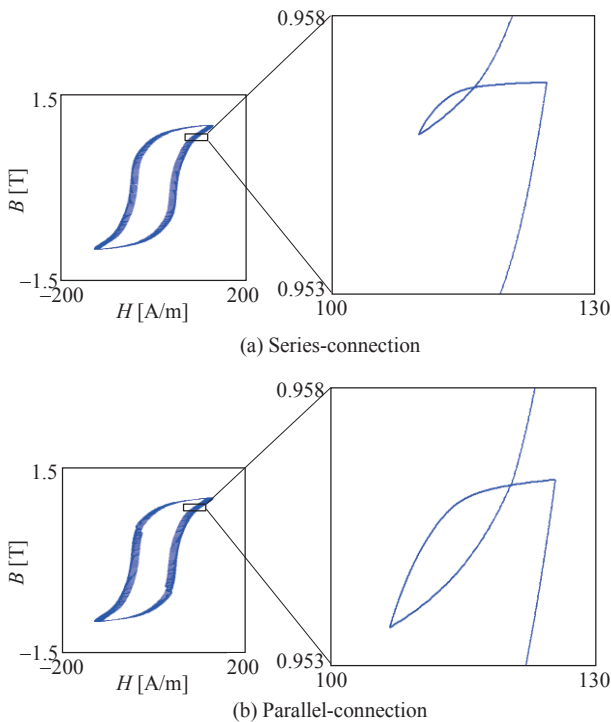 0.958
1.5
B [T]
−1.5
−200
200
H [A/m]
0.953
100
130
(a) Series-connection
0.958
1.5
B [T]
−1.5
−200
200
H [A/m]
0.953
100
130
(b) Parallel-connection